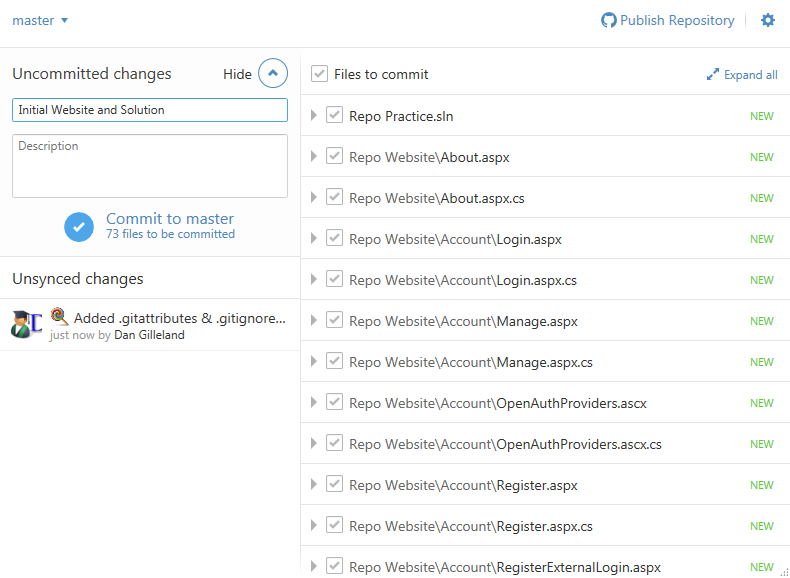 master
Publish Repository
Uncommitted changes
Hide
Initial Website and Solution
Description
Commit to master
73 files to be committed
Unsynced changes
Added .gitattributes & .gitignore...
just now by Dan Gilleland
Files to commit
Expand all
Repo Practice.sln NEW
Repo Website\About.aspx NEW
Repo Website\About.aspx.cs NEW
Repo Website\Account\Login.aspx NEW
Repo Website\Account\Login.aspx.cs NEW
Repo Website\Account\Manage.aspx NEW
Repo Website\Account\Manage.aspx.cs NEW
Repo Website\Account\OpenAuthProviders.ascx NEW
Repo Website\Account\OpenAuthProviders.ascx.cs NEW
Repo Website\Account\Register.aspx NEW
Repo Website\Account\Register.aspx.cs NEW
Repo Website\Account\RegisterExternalLogin.aspx NEW